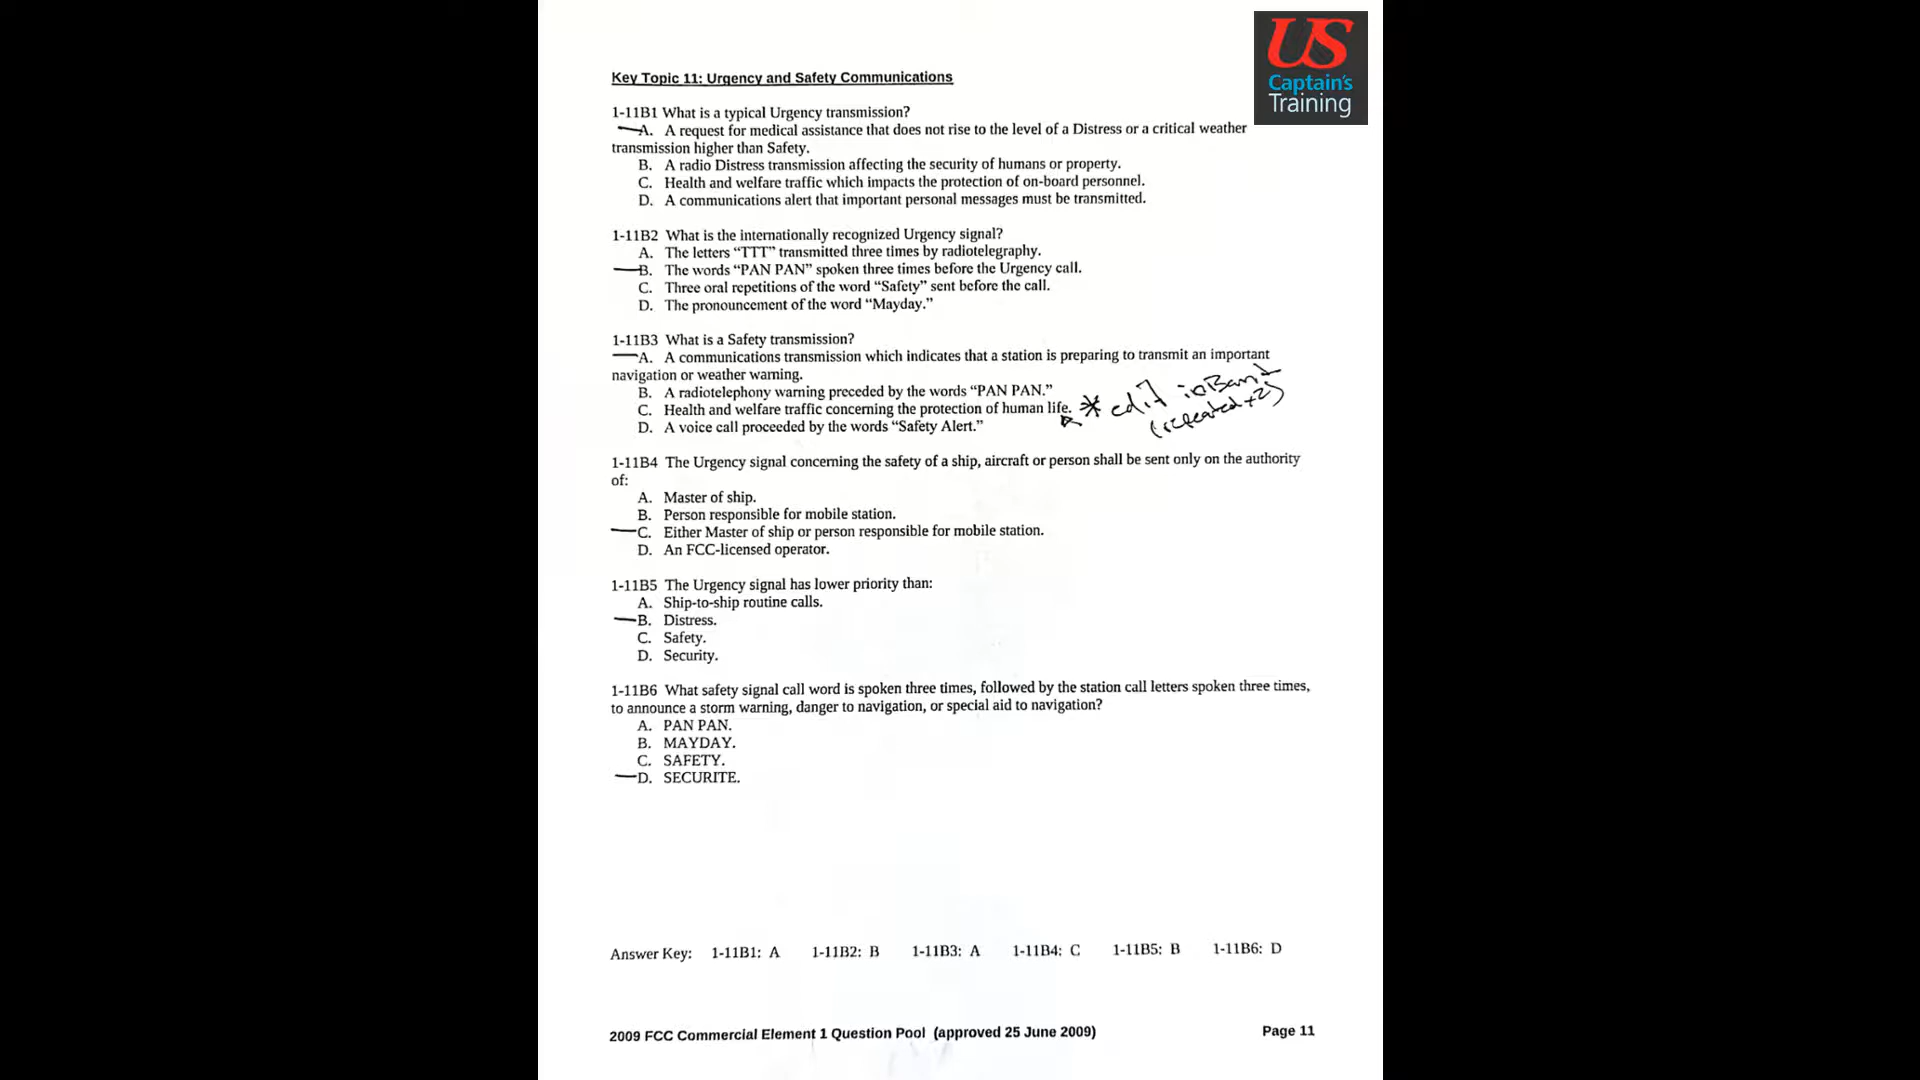 US
Captain's
Training
Key Topic 11: Urgency and Safety Communications
1-11B1 What is a typical Urgency transmission?
A. A request for medical assistance that does not rise to the level of a Distress or a critical weather
transmission higher than Safety.
B. A radio Distress transmission affecting the security of humans or property.
C. Health and welfare traffic which impacts the protection of on-board personnel.
D. A communications alert that important personal messages must be transmitted.
1-11B2 What is the internationally recognized Urgency signal?
A. The letters “TTT” transmitted three times by radiotelegraphy.
B. The words “PAN PAN” spoken three times before the Urgency call.
C. Three oral repetitions of the word “Safety” sent before the call.
D. The pronouncement of the word “Mayday.”
1-11B3 What is a Safety transmission?
A. A communications transmission which indicates that a station is preparing to transmit an important
navigation or weather warning.
B. A radiotelephony warning preceded by the words “PAN PAN.”
C. Health and welfare traffic concerning the protection of human life. * edit
(repeated
D. A voice call proceeded by the words “Safety Alert.”
1-11B4 The Urgency signal concerning the safety of a ship, aircraft or person shall be sent only on the authority
of:
A. Master of ship.
B. Person responsible for mobile station.
C. Either Master of ship or person responsible for mobile station.
D. An FCC-licensed operator.
1-11B5 The Urgency signal has lower priority than:
A. Ship-to-ship routine calls.
B. Distress.
C. Safety.
D. Security.
1-11B6 What safety signal call word is spoken three times, followed by the station call letters spoken three times,
to announce a storm warning, danger to navigation, or special aid to navigation?
A. PAN PAN.
B. MAYDAY.
C. SAFETY.
D. SECURITE.
Answer Key: 1-11B1: A 1-11B2: B 1-11B3: A 1-11B4: C 1-11B5: B 1-11B6: D
2009 FCC Commercial Element 1 Question Pool (approved 25 June 2009) Page 11